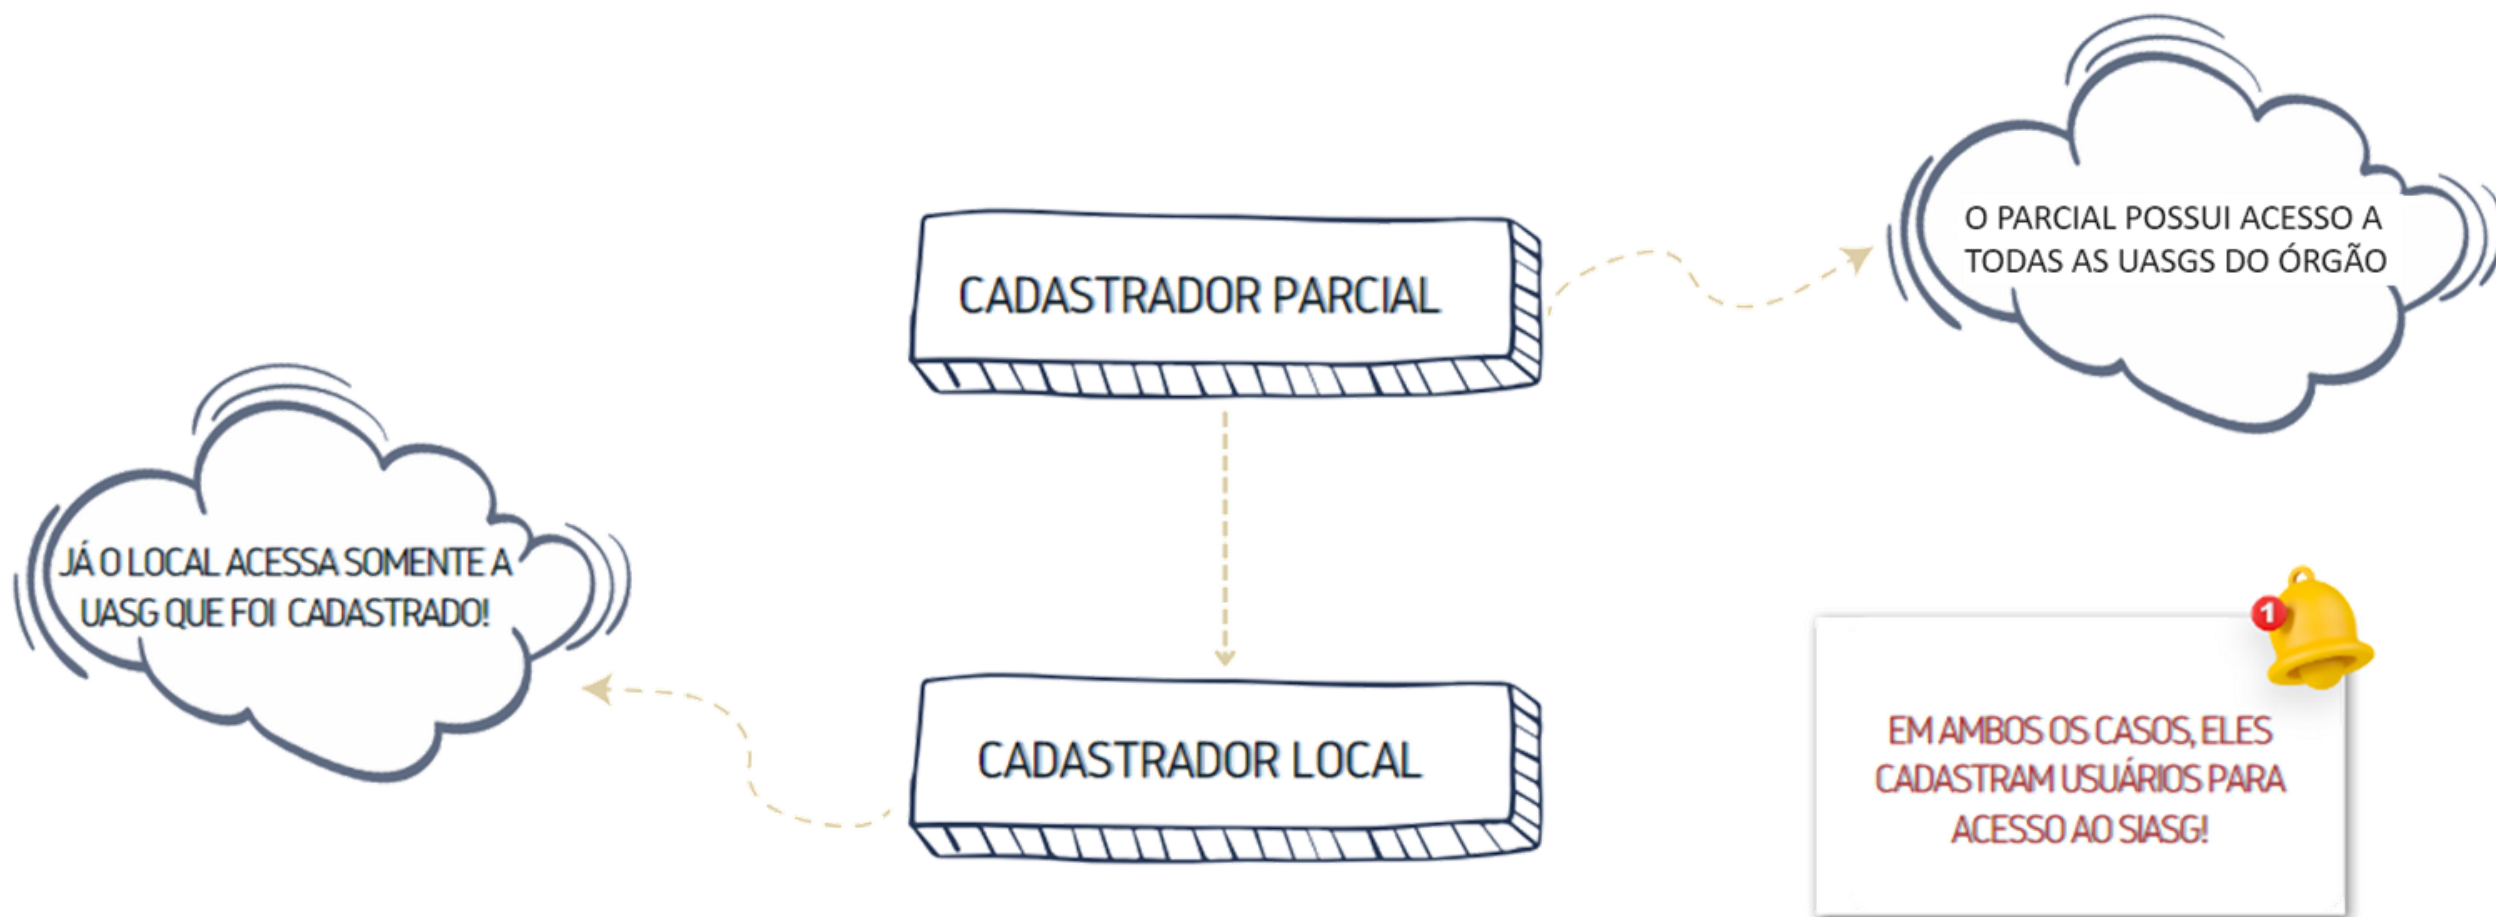 O PARCIAL POSSUI ACESSO A
TODAS AS UASGS DO ÓRGÃO
CADASTRADOR PARCIAL
JÁ O LOCAL ACESSA SOMENTE A
UASG QUE FOI CADASTRADO!
CADASTRADOR LOCAL
1
EM AMBOS OS CASOS, ELES
CADASTRAM USUÁRIOS PARA
ACESSO AO SIASG!